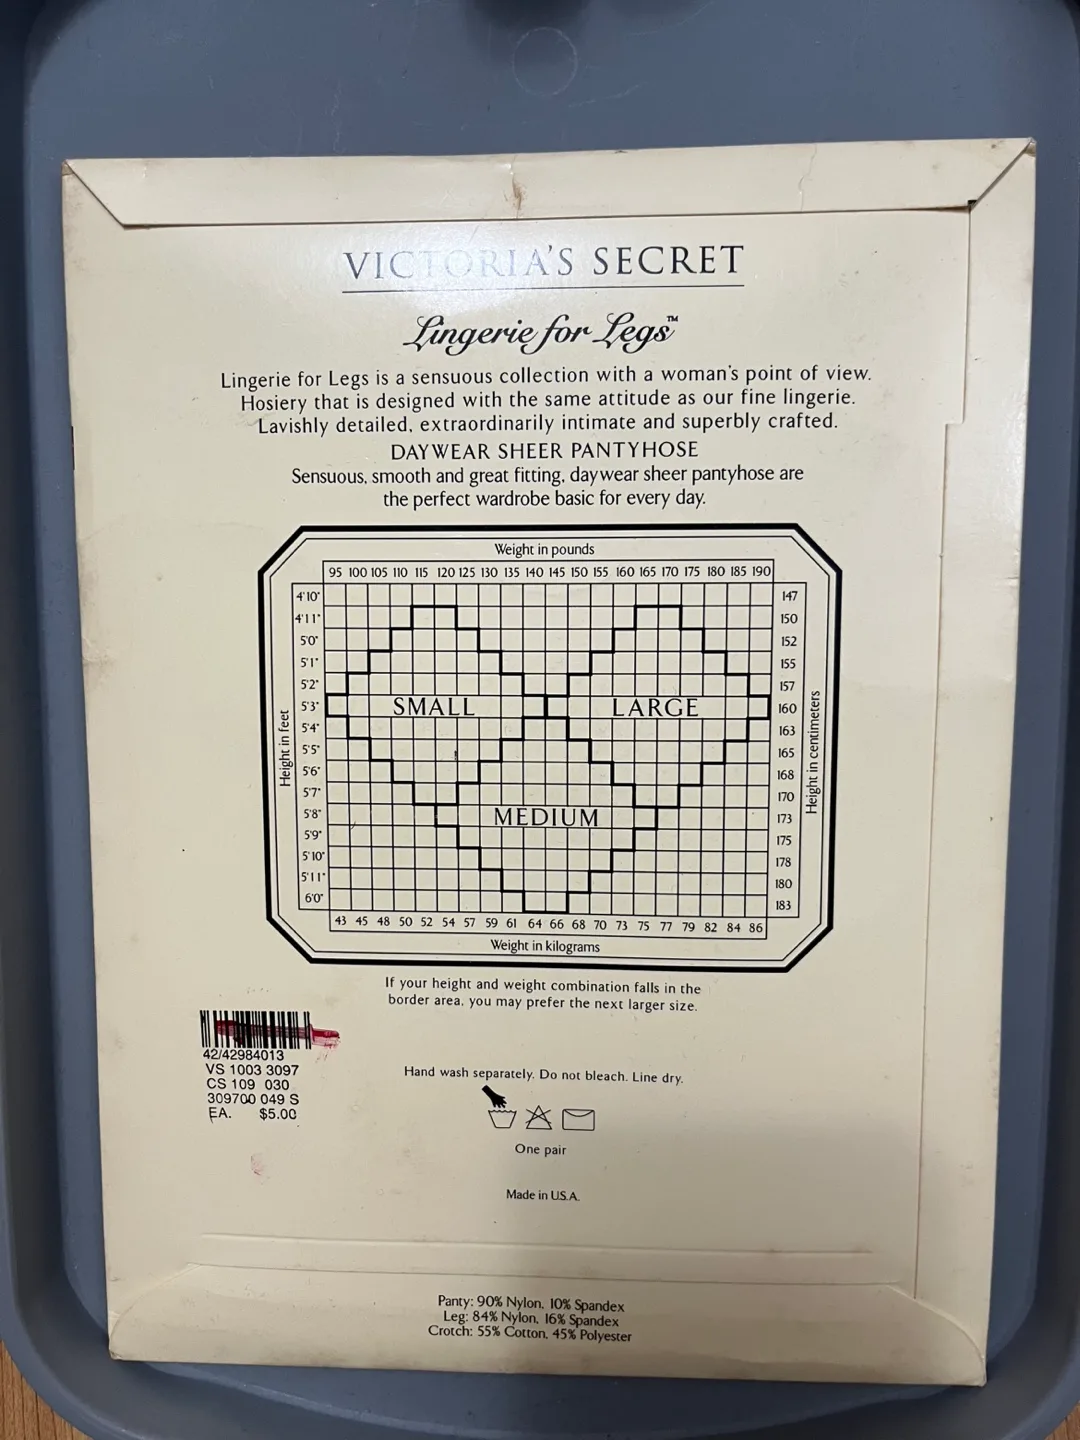 VICTORIA'S SECRET
Lingerie for Legs™
Lingerie for Legs is a sensuous collection with a woman's point of view.
Hosiery that is designed with the same attitude as our fine lingerie.
Lavishly detailed, extraordinarily intimate and superbly crafted.
DAYWEAR SHEER PANTYHOSE
Sensuous, smooth and great fitting, daywear sheer pantyhose are
the perfect wardrobe basic for every day.
Weight in pounds
95 100 105 110 115 120 125 130 135 140 145 150 155 160 165 170 175 180 185 190
4'10" 147
4'11" 150
5'0" 152
5'1" 155
5'2" 157
5'3" SMALL LARGE 160
5'4" 163
5'5" 165
5'6" 168
5'7" 170
5'8" MEDIUM 173
5'9" 175
5'10" 178
5'11" 180
6'0" 183
Height in feet
Height in centimeters
43 45 48 50 52 54 57 59 61 64 66 68 70 73 75 77 79 82 84 86
Weight in kilograms
If your height and weight combination falls in the
border area, you may prefer the next larger size.
42/42984013
VS 1003 3097
CS 109 030
309700 049 S
EA. $5.00
Hand wash separately. Do not bleach. Line dry.
One pair
Made in U.S.A.
Panty: 90% Nylon, 10% Spandex
Leg: 84% Nylon, 16% Spandex
Crotch: 55% Cotton, 45% Polyester